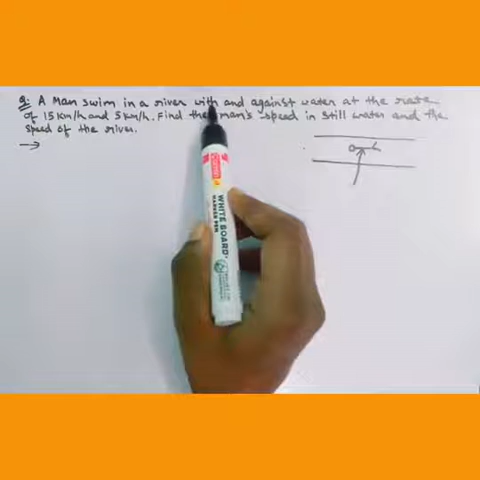 Q: A Man swim in a river with and against water at the rate
of 15 Km/h and 5 km/h. Find the man's speed in still water and the
speed of the river.
WHITE BOARD
MARKER PEN